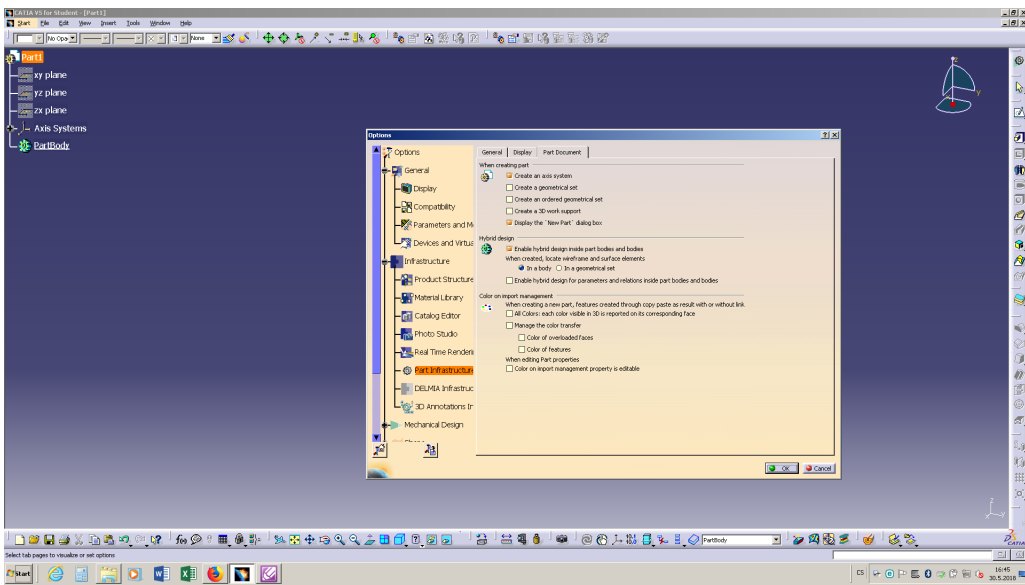 CATIA V5 for Student - [Part1]
Start File Edit View Insert Tools Window Help
No Opa
None
Part1
xy plane
yz plane
zx plane
Axis Systems
PartBody
Options
Options
General
Display
Compatibility
Parameters and Me
Devices and Virtua
Infrastructure
Product Structure
Material Library
Catalog Editor
Photo Studio
Real Time Renderi
Part Infrastructure
DELMIA Infrastruc
3D Annotations Ir
Mechanical Design
General Display Part Document
When creating part
Create an axis system
Create a geometrical set
Create an ordered geometrical set
Create a 3D work support
Display the `New Part` dialog box
Hybrid design
Enable hybrid design inside part bodies and bodies
When created, locate wireframe and surface elements
In a body In a geometrical set
Enable hybrid design for parameters and relations inside part bodies and bodies
Color on import management
When creating a new part, features created through copy paste as result with or without link
All Colors: each color visible in 3D is reported on its corresponding face
Manage the color transfer
Color of overloaded faces
Color of features
When editing Part properties
Color on import management property is editable
OK Cancel
z
y
z
x y
PartBody
CATIA
Select tab pages to visualize or set options
Start
CS
16:45
30.5.2018